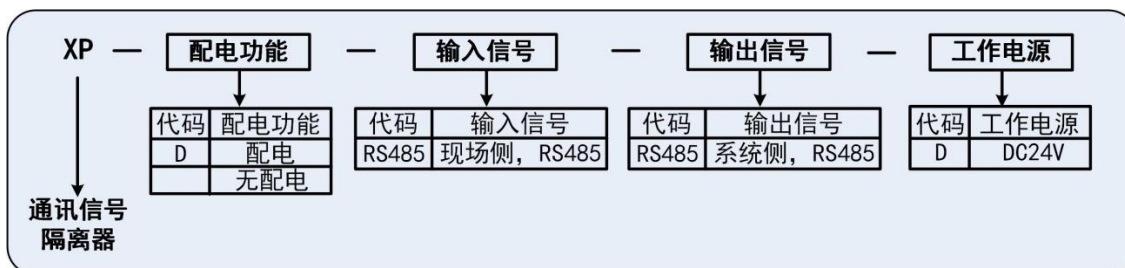 XP — 配电功能 — 输入信号 — 输出信号 — 工作电源
代码 配电功能 代码 输入信号 代码 输出信号 代码 工作电源
D 配电 RS485 现场侧，RS485 RS485 系统侧，RS485 D DC24V
无配电
通讯信号
隔离器